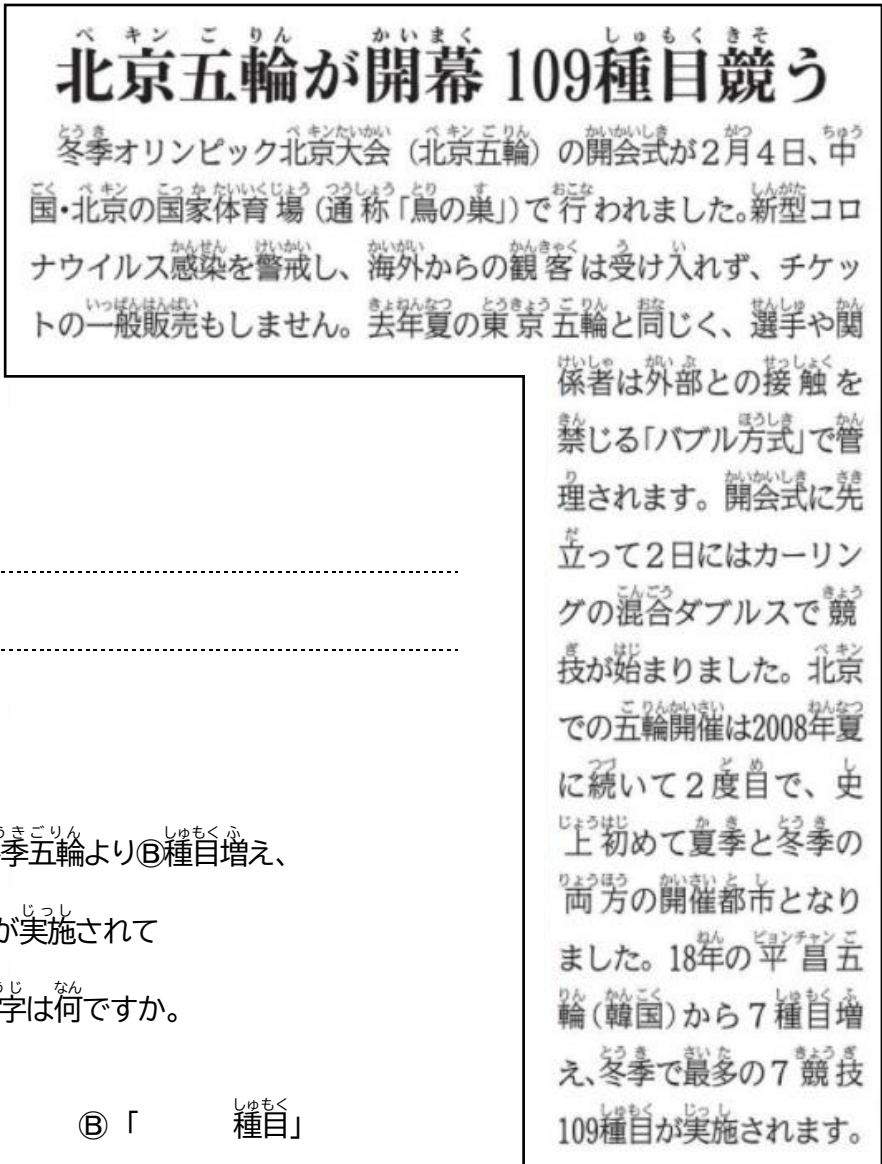 北京五輪が開幕 109種目競う
冬季オリンピック北京大会（北京五輪）の開会式が２月４日、中
国・北京の国家体育場（通称「鳥の巣」）で行われました。新型コロ
ナウイルス感染を警戒し、海外からの観客は受け入れず、チケッ
トの一般販売もしません。去年夏の東京五輪と同じく、選手や関
係者は外部との接触を
禁じる「バブル方式」で管
理されます。開会式に先
立って２日にはカーリン
グの混合ダブルスで競
技が始まりました。北京
での五輪開催は2008年夏
に続いて２度目で、史
上初めて夏季と冬季の
両方の開催都市となり
ました。18年の平昌五
輪（韓国）から７種目増
え、冬季で最多の７競技
109種目が実施されます。
季五輪よりⒷ種目増え、
が実施されて
字は何ですか。
Ⓑ「　　　種目」